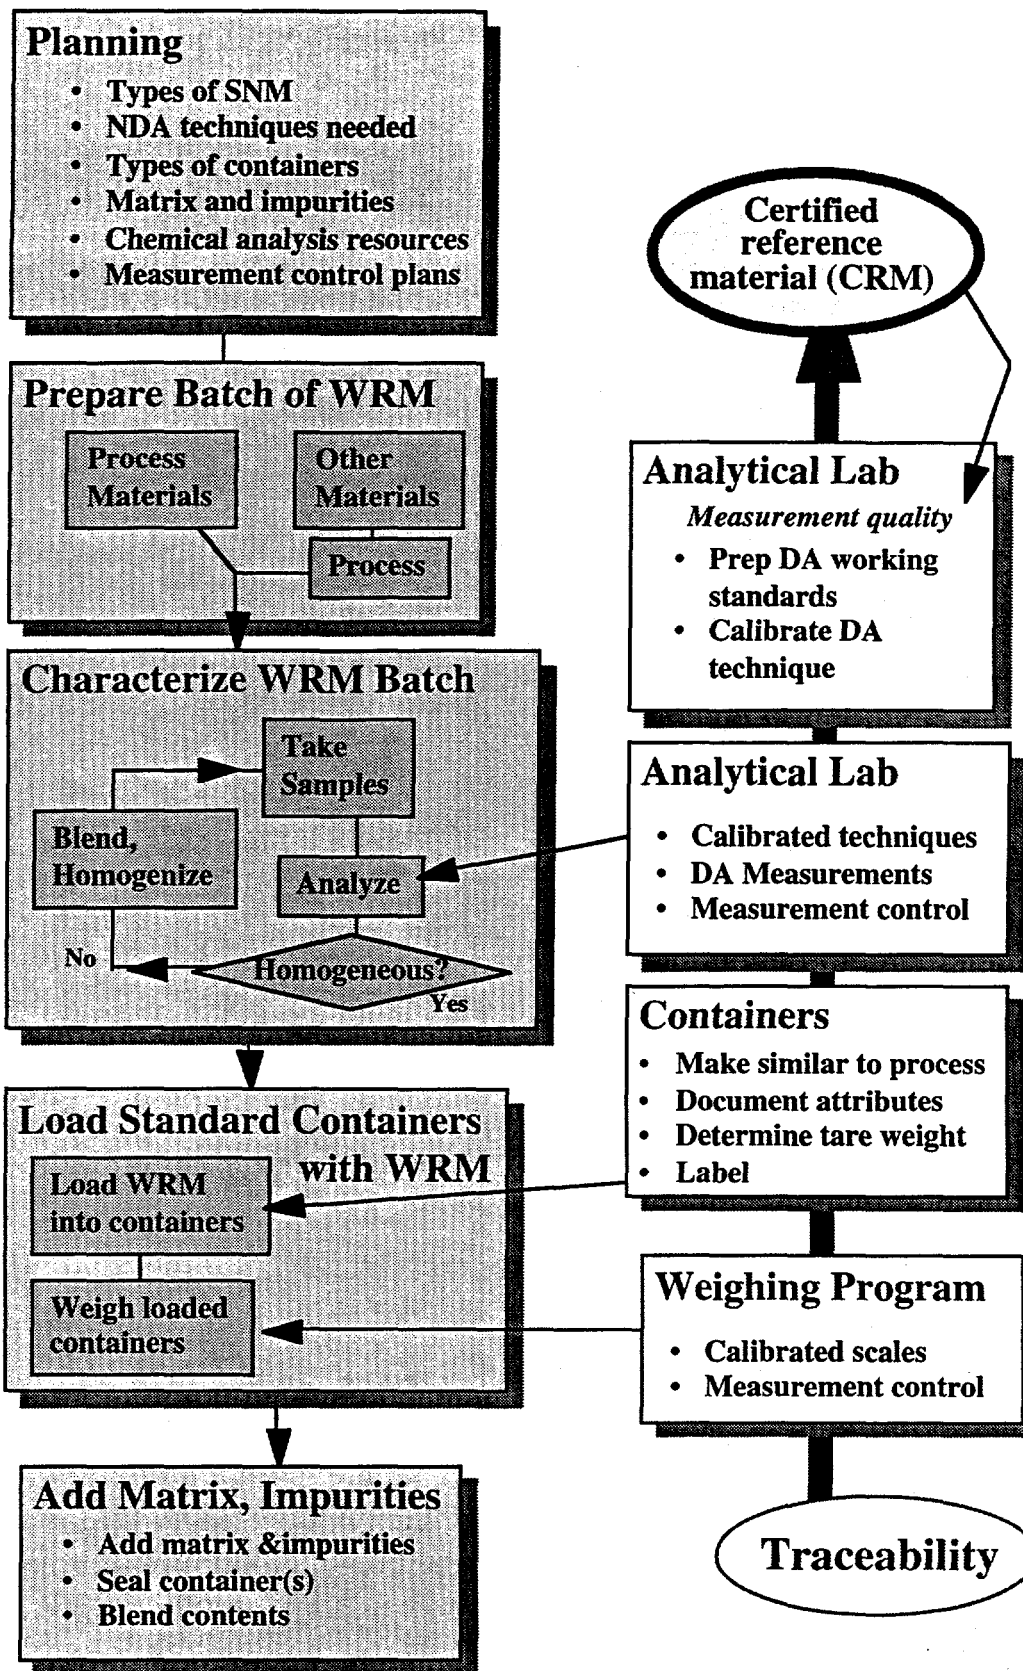 Planning
• Types of SNM
• NDA techniques needed
• Types of containers
• Matrix and impurities
• Chemical analysis resources
• Measurement control plans
Prepare Batch of WRM
Process
Materials
Other
Materials
Process
Characterize WRM Batch
Take
Samples
Blend,
Homogenize
Analyze
No
Homogeneous?
Yes
Load Standard Containers
with WRM
Load WRM
into containers
Weigh loaded
containers
Add Matrix, Impurities
• Add matrix &impurities
• Seal container(s)
• Blend contents
Certified
reference
material (CRM)
Analytical Lab
Measurement quality
• Prep DA working
standards
• Calibrate DA
technique
Analytical Lab
• Calibrated techniques
• DA Measurements
• Measurement control
Containers
• Make similar to process
• Document attributes
• Determine tare weight
• Label
Weighing Program
• Calibrated scales
• Measurement control
Traceability